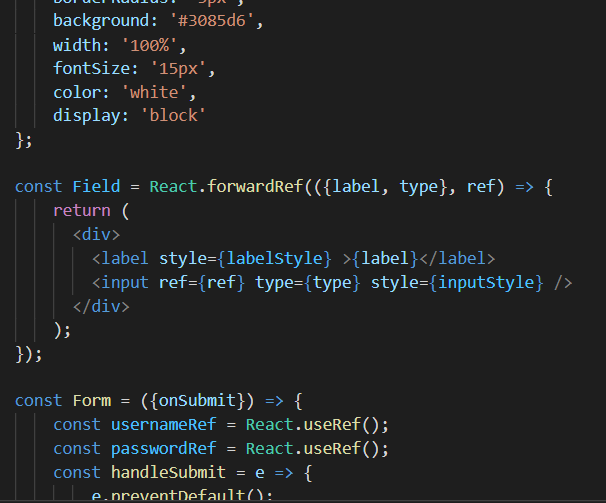 borderRadius: '5px',
background: '#3085d6',
width: '100%',
fontSize: '15px',
color: 'white',
display: 'block'
};
const Field = React.forwardRef(({label, type}, ref) => {
return (
<div>
<label style={labelStyle} >{label}</label>
<input ref={ref} type={type} style={inputStyle} />
</div>
);
});
const Form = ({onSubmit}) => {
const usernameRef = React.useRef();
const passwordRef = React.useRef();
const handleSubmit = e => {
e.preventDefault();